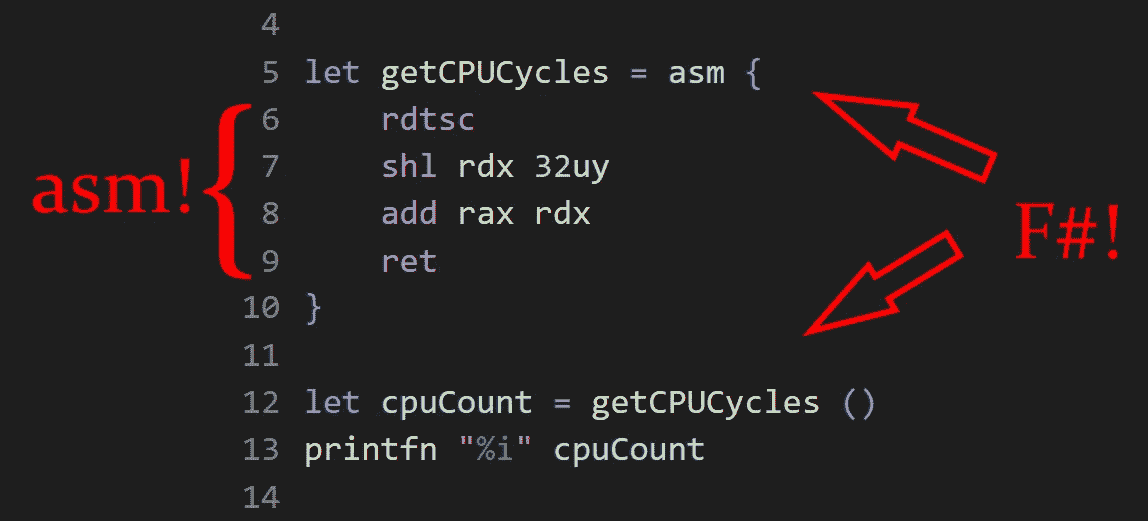 4
5 let getCPUCycles = asm {
6 rdtsc
7 shl rdx 32uy
8 add rax rdx
9 ret
10 }
11
12 let cpuCount = getCPUCycles ()
13 printfn "%i" cpuCount
14
asm!
F#!